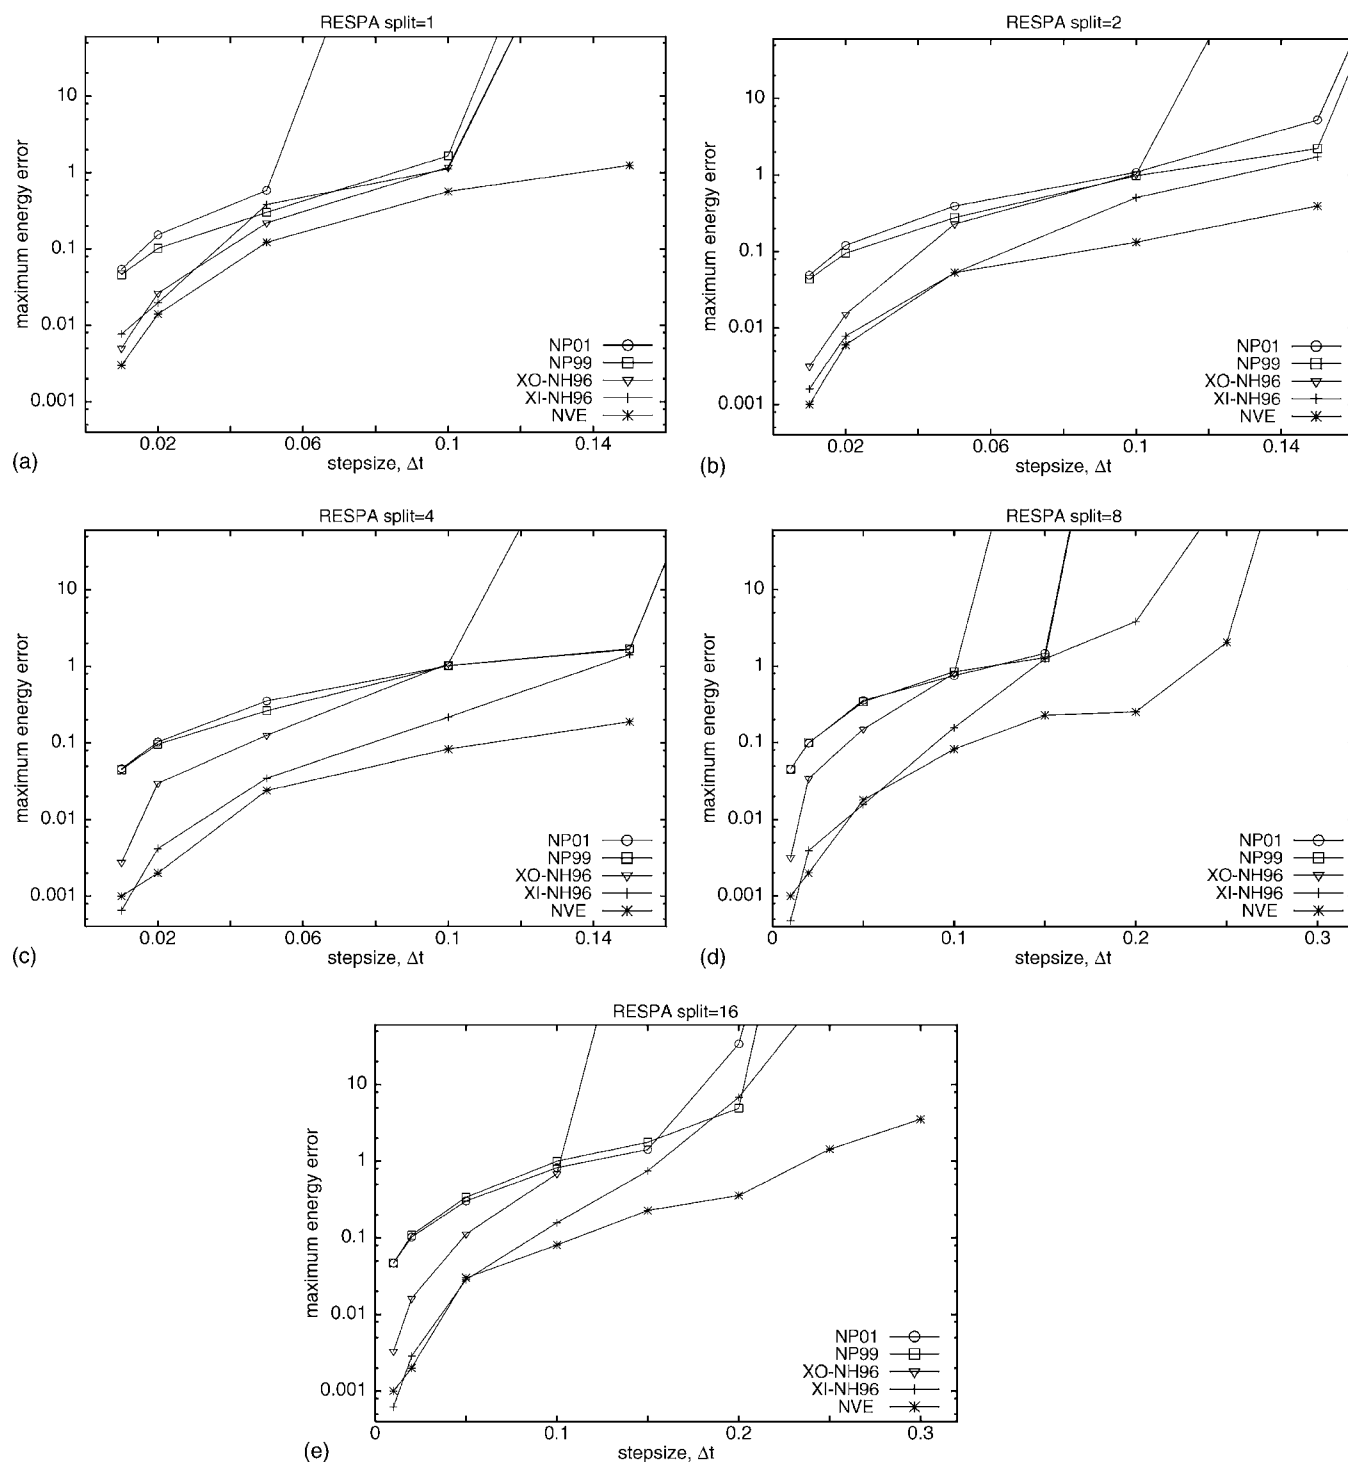 RESPA split=1
10
1
0.1
0.01
0.001
maximum energy error
NP01
NP99
XO-NH96
XI-NH96
NVE
0.02
0.06
0.1
0.14
stepsize, Δt
(a)
RESPA split=2
10
1
0.1
0.01
0.001
maximum energy error
NP01
NP99
XO-NH96
XI-NH96
NVE
0.02
0.06
0.1
0.14
stepsize, Δt
(b)
RESPA split=4
10
1
0.1
0.01
0.001
maximum energy error
NP01
NP99
XO-NH96
XI-NH96
NVE
0.02
0.06
0.1
0.14
stepsize, Δt
(c)
RESPA split=8
10
1
0.1
0.01
0.001
maximum energy error
NP01
NP99
XO-NH96
XI-NH96
NVE
0
0.1
0.2
0.3
stepsize, Δt
(d)
RESPA split=16
10
1
0.1
0.01
0.001
maximum energy error
NP01
NP99
XO-NH96
XI-NH96
NVE
0
0.1
0.2
0.3
stepsize, Δt
(e)